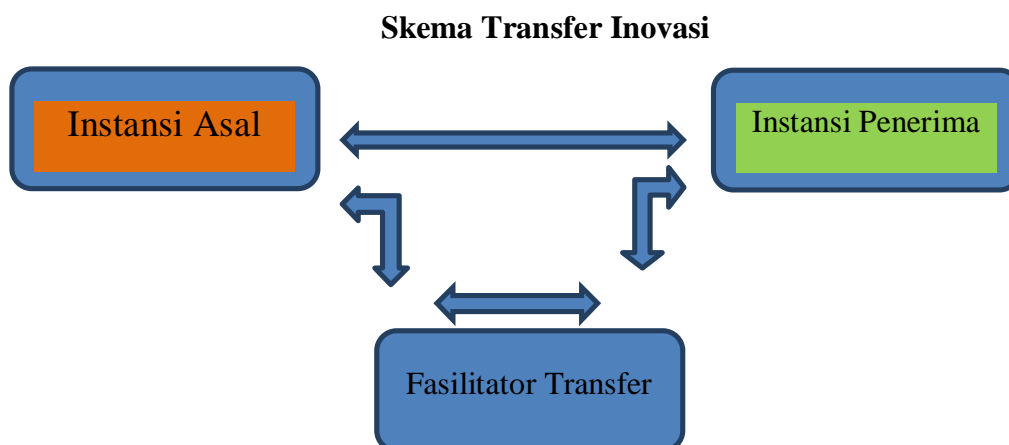 Skema Transfer Inovasi
Instansi Asal
Instansi Penerima
Fasilitator Transfer